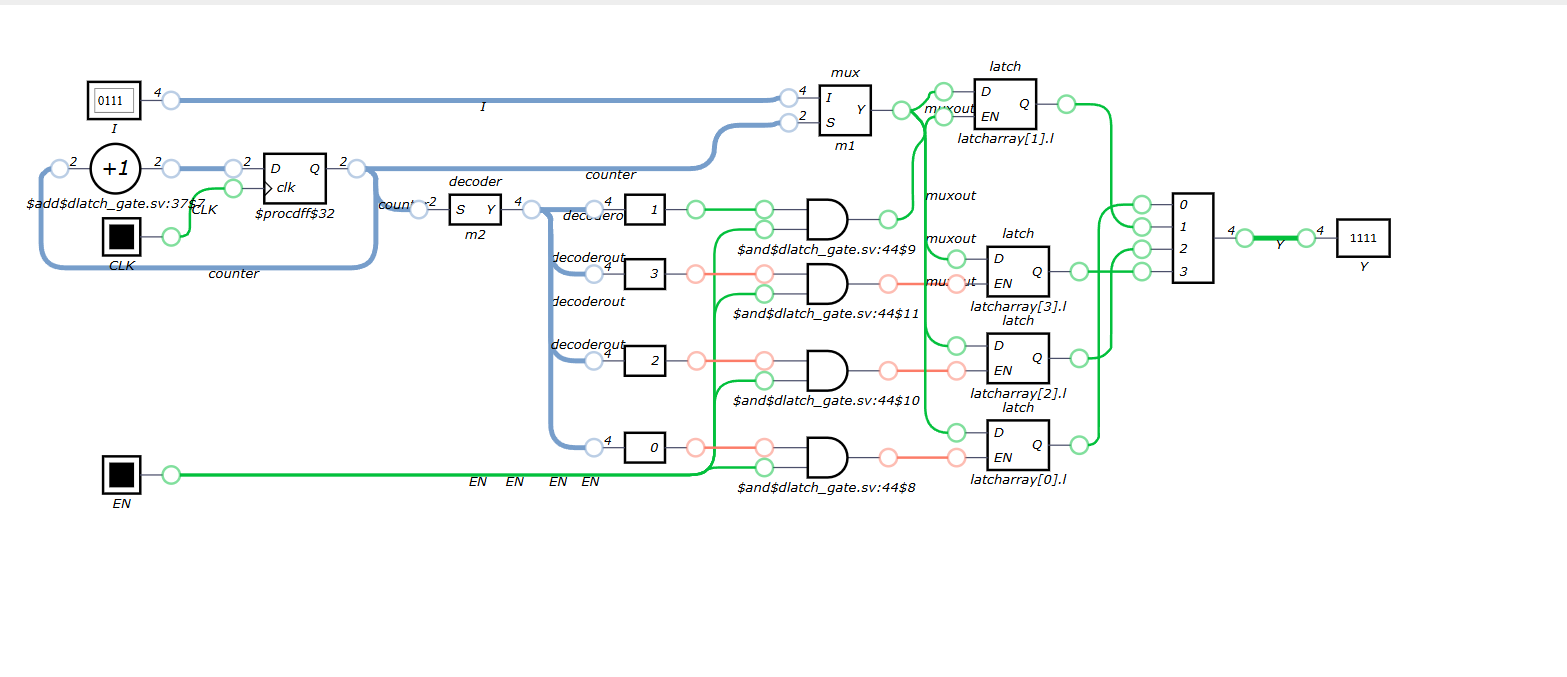 latch
mux
0111
4
I
4
I
Y
D
Q
EN
muxout
I
2
S
m1
latcharray[1].l
2
+1
2
2
D
Q
2
clk
$add$dlatch_gate.sv:37$7
CLK
$procdff$32
counter
decoder
2
S
Y
4
m2
4
1
muxout
0
1
2
3
4
Y
4
1111
Y
CLK
counter
$and$dlatch_gate.sv:44$9
muxout
latch
decoderout
4
3
D
Q
EN
decoderout
$and$dlatch_gate.sv:44$11
latcharray[3].l
latch
decoderout
4
2
D
Q
EN
$and$dlatch_gate.sv:44$10
latcharray[2].l
latch
4
0
D
Q
EN
EN
EN
EN
EN
$and$dlatch_gate.sv:44$8
latcharray[0].l
EN